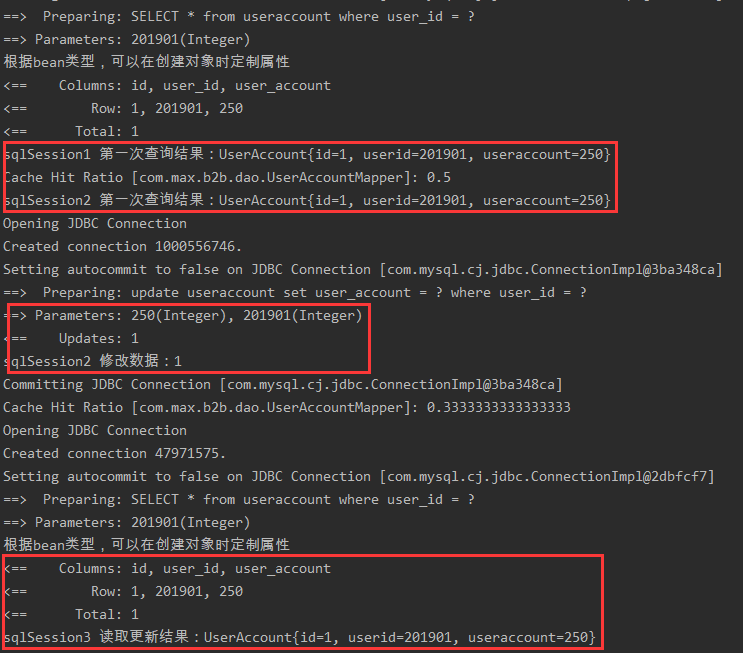 ==>  Preparing: SELECT * from useraccount where user_id = ?
==> Parameters: 201901(Integer)
根据bean类型，可以在创建对象时定制属性
<==    Columns: id, user_id, user_account
<==        Row: 1, 201901, 250
<==      Total: 1
sqlSession1 第一次查询结果：UserAccount{id=1, userid=201901, useraccount=250}
Cache Hit Ratio [com.max.b2b.dao.UserAccountMapper]: 0.5
sqlSession2 第一次查询结果：UserAccount{id=1, userid=201901, useraccount=250}
Opening JDBC Connection
Created connection 1000556746.
Setting autocommit to false on JDBC Connection [com.mysql.cj.jdbc.ConnectionImpl@3ba348ca]
==>  Preparing: update useraccount set user_account = ? where user_id = ?
==> Parameters: 250(Integer), 201901(Integer)
<==    Updates: 1
sqlSession2 修改数据：1
Committing JDBC Connection [com.mysql.cj.jdbc.ConnectionImpl@3ba348ca]
Cache Hit Ratio [com.max.b2b.dao.UserAccountMapper]: 0.3333333333333333
Opening JDBC Connection
Created connection 47971575.
Setting autocommit to false on JDBC Connection [com.mysql.cj.jdbc.ConnectionImpl@2dbfcf7]
==>  Preparing: SELECT * from useraccount where user_id = ?
==> Parameters: 201901(Integer)
根据bean类型，可以在创建对象时定制属性
<==    Columns: id, user_id, user_account
<==        Row: 1, 201901, 250
<==      Total: 1
sqlSession3 读取更新结果：UserAccount{id=1, userid=201901, useraccount=250}